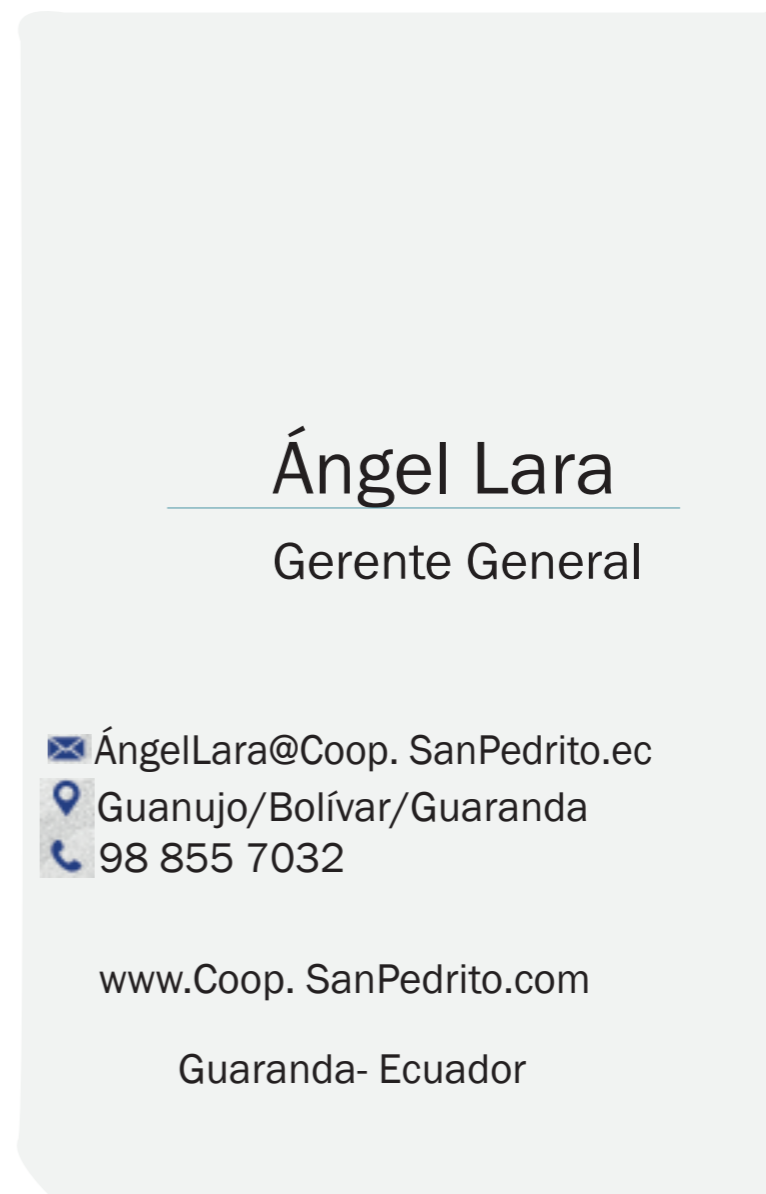 Ángel Lara
Gerente General
ÁngelLara@Coop. SanPedrito.ec
Guanujo/Bolívar/Guaranda
98 855 7032
www.Coop. SanPedrito.com
Guaranda- Ecuador